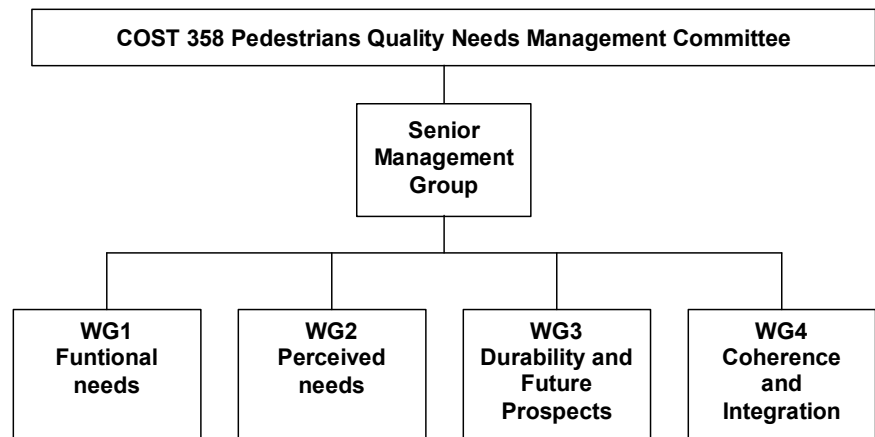 COST 358 Pedestrians Quality Needs Management Committee
Senior
Management
Group
WG1
Funtional
needs
WG2
Perceived
needs
WG3
Durability and
Future
Prospects
WG4
Coherence
and
Integration